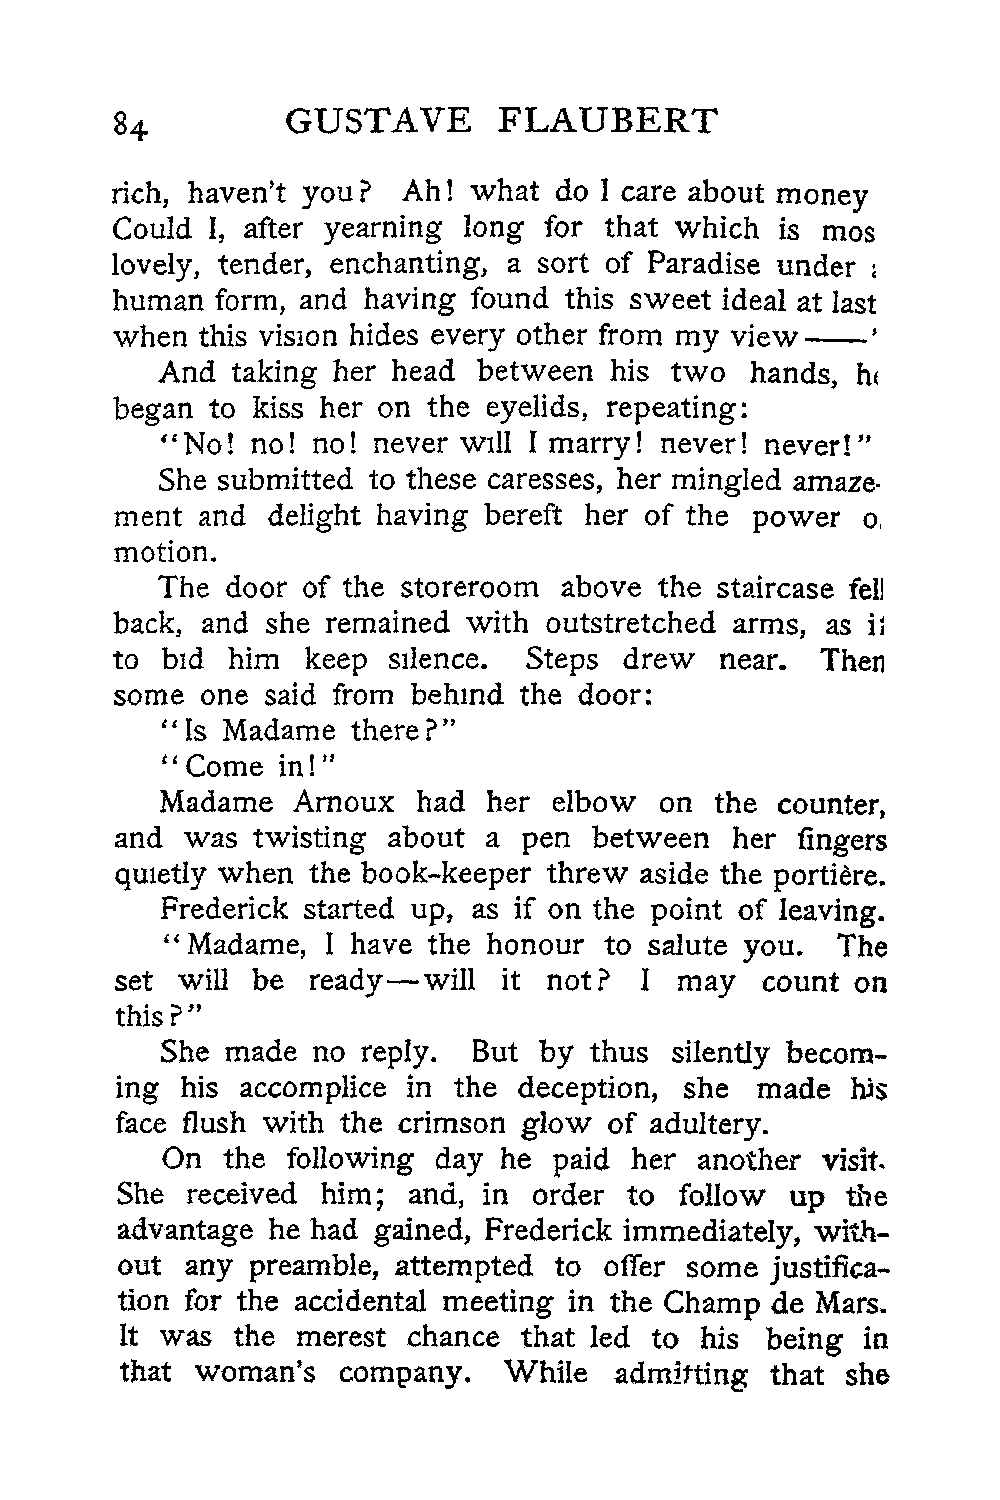 84 GUSTAVE FLAUBERT
rich, haven't you? Ah! what do I care about money
Could I, after yearning long for that which is mos
lovely, tender, enchanting, a sort of Paradise under
human form, and having found this sweet ideal at last
when this vision hides every other from my view——'
And taking her head between his two hands, h
began to kiss her on the eyelids, repeating:
"No! no! no! never will I marry! never! never!"
She submitted to these caresses, her mingled amaze-
ment and delight having bereft her of the power o
motion.
The door of the storeroom above the staircase fell
back, and she remained with outstretched arms, as if
to bid him keep silence. Steps drew near. Then
some one said from behind the door:
"Is Madame there?"
"Come in!"
Madame Arnoux had her elbow on the counter,
and was twisting about a pen between her fingers
quietly when the book-keeper threw aside the portière.
Frederick started up, as if on the point of leaving.
"Madame, I have the honour to salute you. The
set will be ready—will it not? I may count on
this?"
She made no reply. But by thus silently becom-
ing his accomplice in the deception, she made his
face flush with the crimson glow of adultery.
On the following day he paid her another visit.
She received him; and, in order to follow up the
advantage he had gained, Frederick immediately, with-
out any preamble, attempted to offer some justifica-
tion for the accidental meeting in the Champ de Mars.
It was the merest chance that led to his being in
that woman's company. While admitting that she